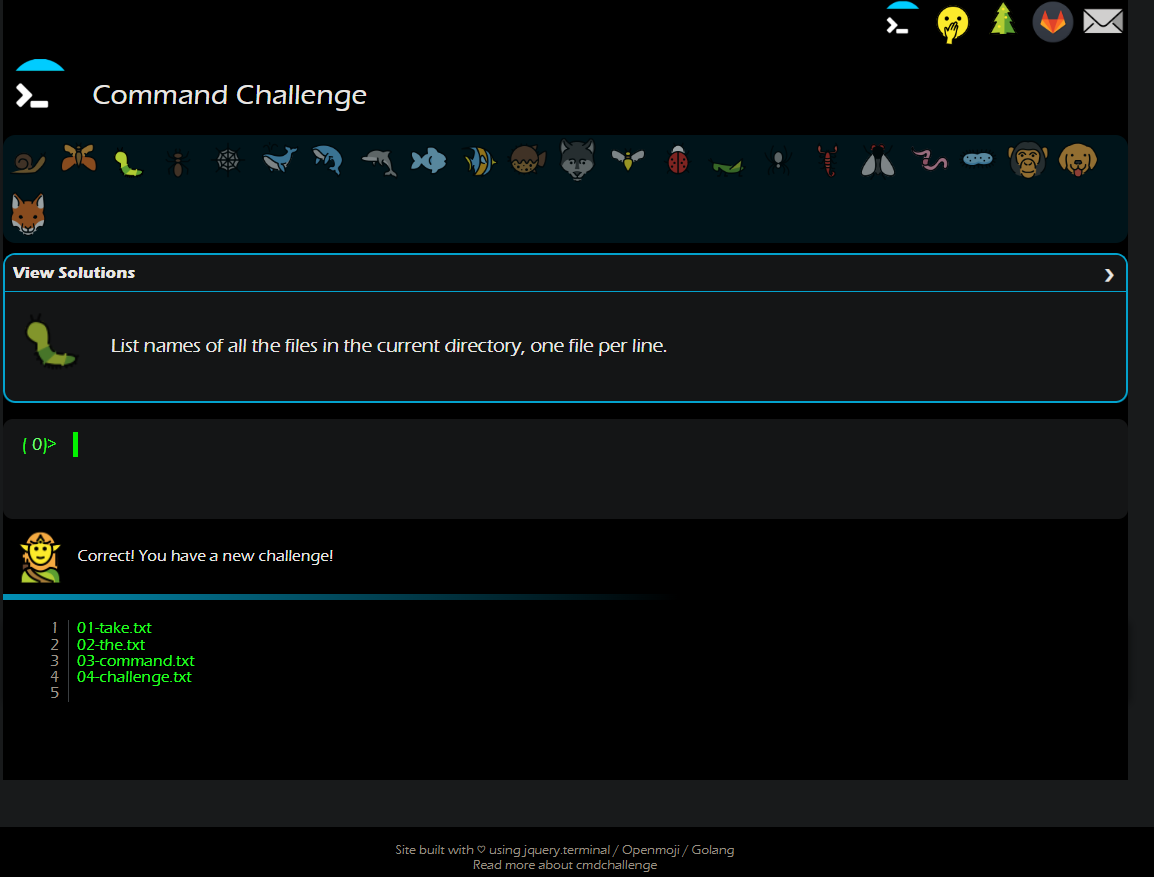 Command Challenge
View Solutions ❯
List names of all the files in the current directory, one file per line.
( 0)>
Correct! You have a new challenge!
1 01-take.txt
2 02-the.txt
3 03-command.txt
4 04-challenge.txt
5
Site built with ♡ using jquery.terminal / Openmoji / Golang
Read more about cmdchallenge